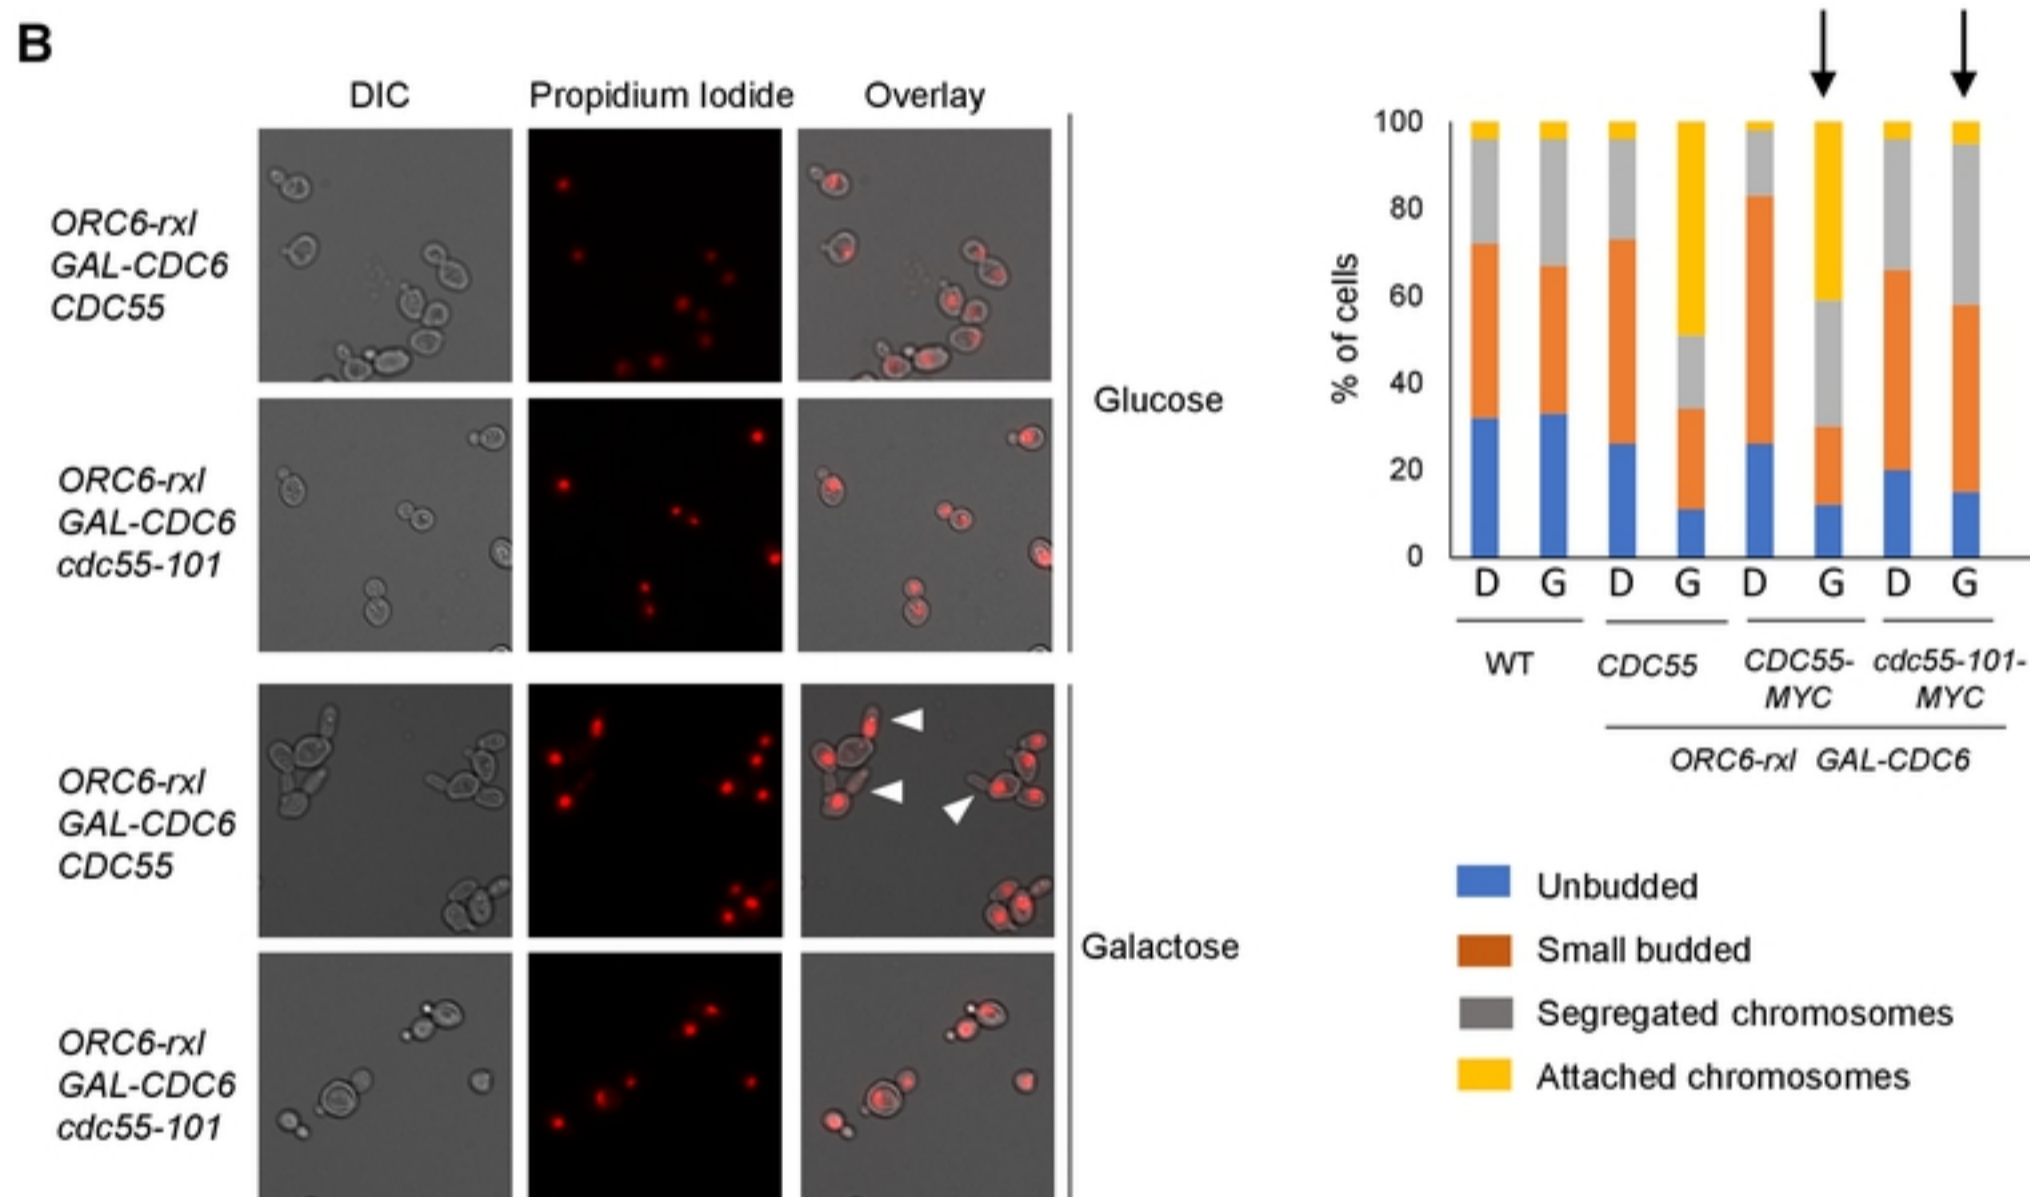 B
DIC
Propidium Iodide
Overlay
ORC6-rxl
GAL-CDC6
CDC55
ORC6-rxl
GAL-CDC6
cdc55-101
Glucose
ORC6-rxl
GAL-CDC6
CDC55
ORC6-rxl
GAL-CDC6
cdc55-101
Galactose
% of cells
100
80
60
40
20
0
D G D G D G D G
WT
CDC55
CDC55-
MYC
cdc55-101-
MYC
ORC6-rxl GAL-CDC6
Unbudded
Small budded
Segregated chromosomes
Attached chromosomes